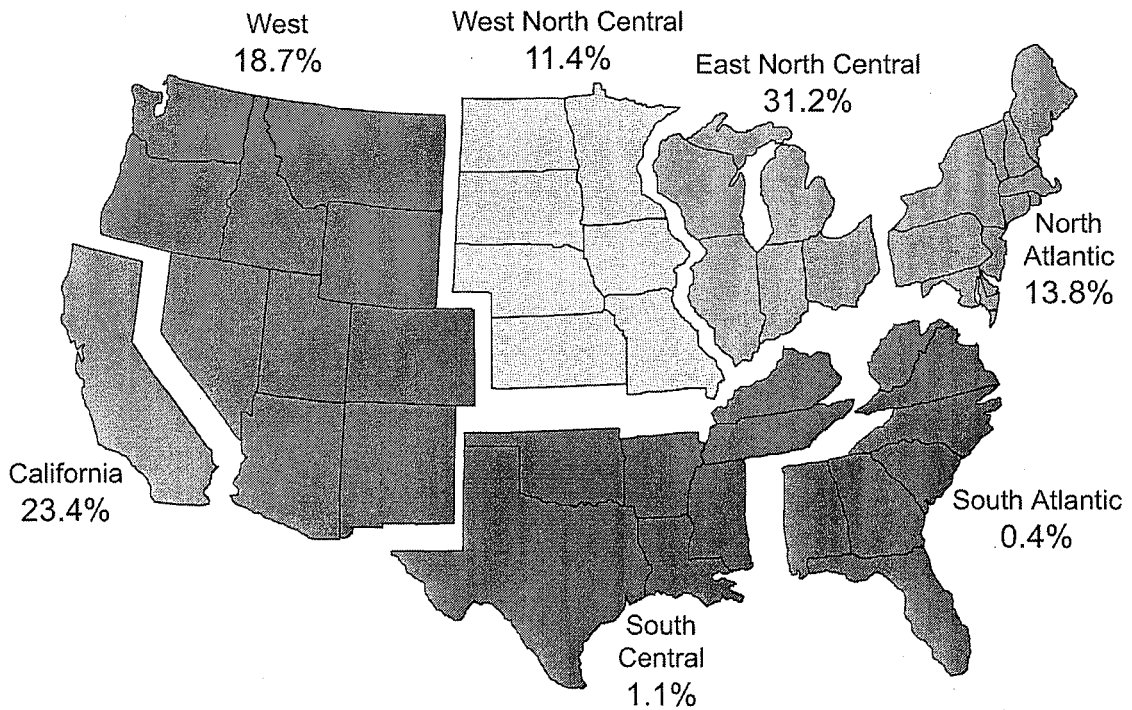 West
18.7%
West North Central
11.4%
East North Central
31.2%
North
Atlantic
13.8%
California
23.4%
South Atlantic
0.4%
South
Central
1.1%